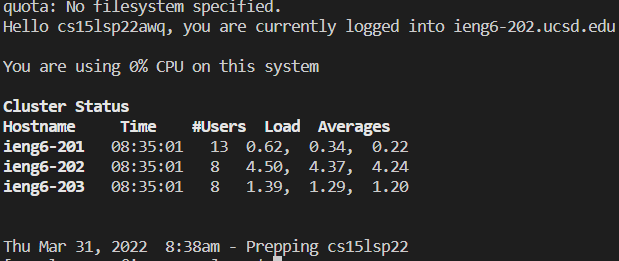 quota: No filesystem specified.
Hello cs15lsp22awq, you are currently logged into ieng6-202.ucsd.edu
You are using 0% CPU on this system
Cluster Status
Hostname Time #Users Load Averages
ieng6-201 08:35:01 13 0.62, 0.34, 0.22
ieng6-202 08:35:01 8 4.50, 4.37, 4.24
ieng6-203 08:35:01 8 1.39, 1.29, 1.20
Thu Mar 31, 2022 8:38am - Prepping cs15lsp22